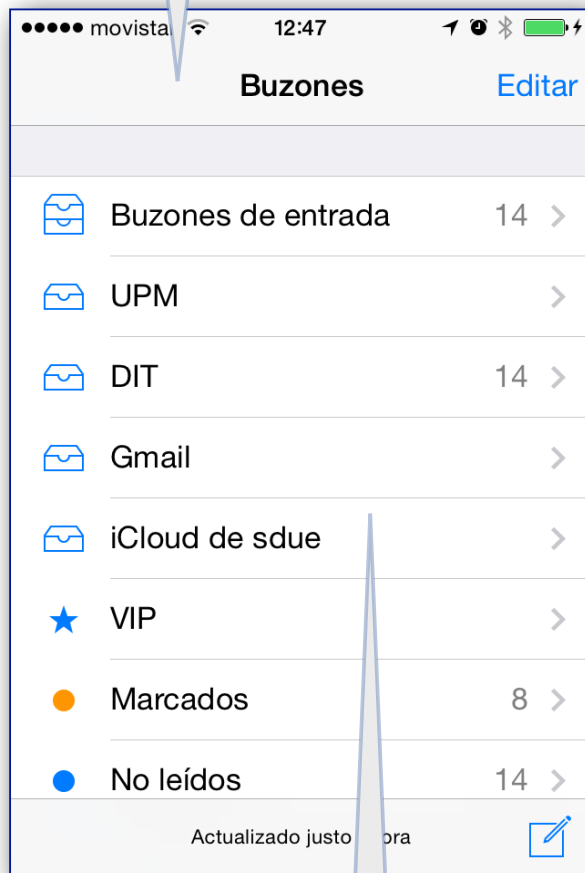 movista 12:47
Buzones Editar
Buzones de entrada 14
UPM
DIT 14
Gmail
iCloud de sdue
VIP
Marcados 8
No leídos 14
Actualizado justo ora